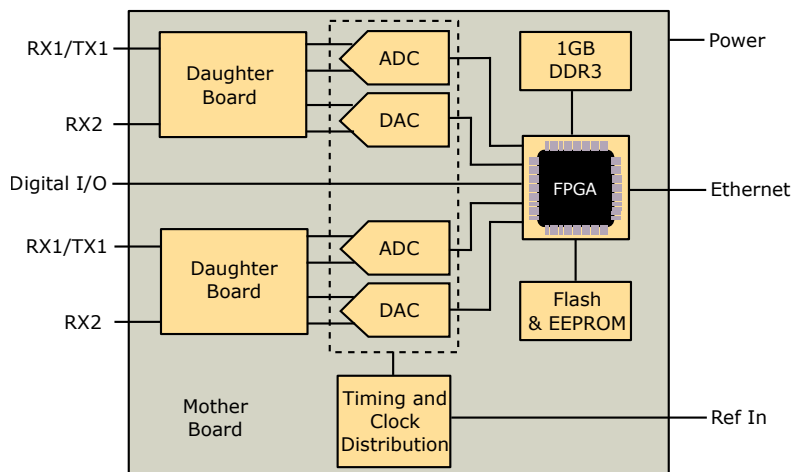 RX1/TX1
RX2
Digital I/O
RX1/TX1
RX2
Daughter
Board
ADC
DAC
Daughter
Board
ADC
DAC
1GB
DDR3
FPGA
Flash
& EEPROM
Timing and
Clock
Distribution
Mother
Board
Power
Ethernet
Ref In